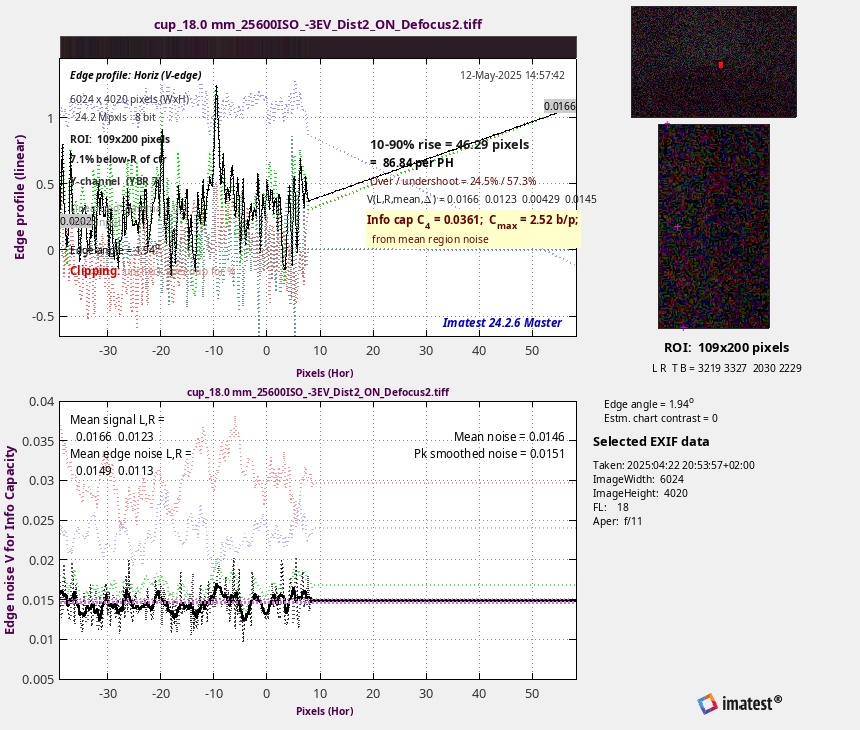 cup_18.0 mm_25600ISO_-3EV_Dist2_ON_Defocus2.tiff
Edge profile: Horiz (V-edge)
12-May-2025 14:57:42
6024 x 4020 pixels (WxH)
24.2 Mpxls 8 bit
ROI: 109x200 pixels
7.1% below-R of ctr
Y-channel (YBR
0.0202
Edge angle = 1.94°
Clipping
0.0166
10-90% rise = 46.29 pixels
= 86.84 per PH
Over / undershoot = 24.5% / 57.3%
V(L,R,mean,Δ) = 0.0166 0.0123 0.00429 0.0145
Info cap C4 = 0.0361; Cmax = 2.52 b/p;
from mean region noise
Imatest 24.2.6 Master
Edge profile (linear)
1
0.5
0
-0.5
-30 -20 -10 0 10 20 30 40 50
Pixels (Hor)
ROI: 109x200 pixels
L R T B = 3219 3327 2030 2229
cup_18.0 mm_25600ISO_-3EV_Dist2_ON_Defocus2.tiff
Mean signal L,R =
0.0166 0.0123
Mean edge noise L,R =
0.0149 0.0113
Mean noise = 0.0146
Pk smoothed noise = 0.0151
Edge noise V for Info Capacity
0.04
0.035
0.03
0.025
0.02
0.015
0.01
0.005
-30 -20 -10 0 10 20 30 40 50
Pixels (Hor)
Edge angle = 1.94°
Estm. chart contrast = 0
Selected EXIF data
Taken: 2025:04:22 20:53:57+02:00
ImageWidth: 6024
ImageHeight: 4020
FL: 18
Aper: f/11
imatest®